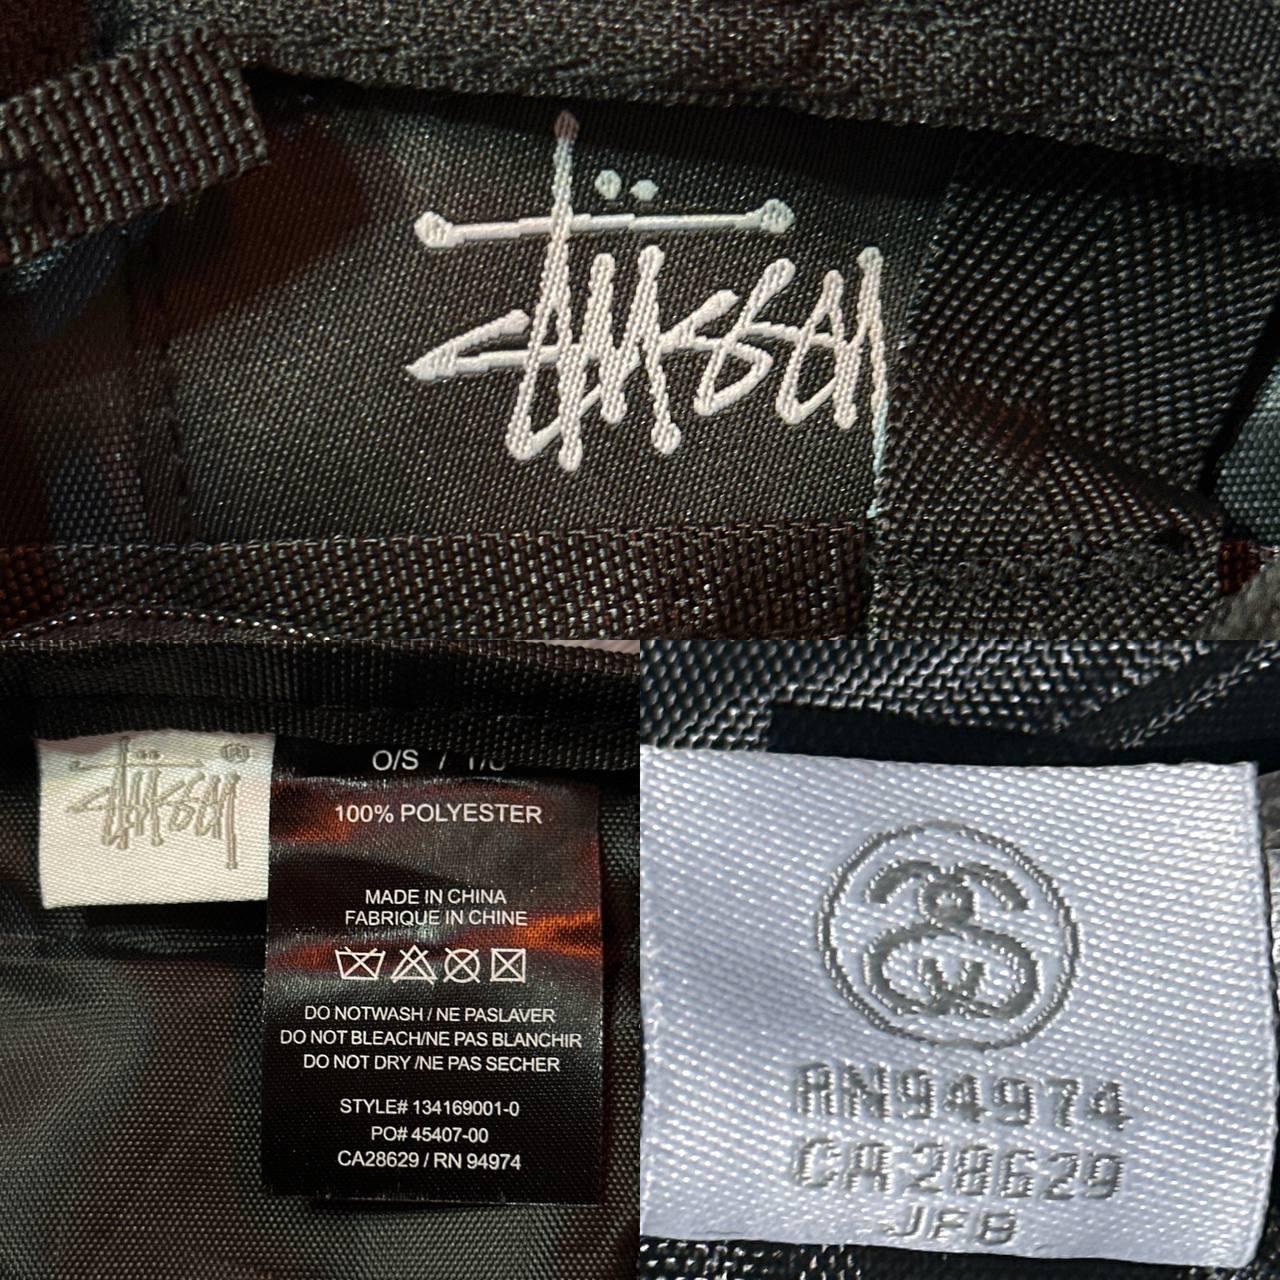 Stüssy
Stüssy ®
O/S /
100% POLYESTER
MADE IN CHINA
FABRIQUE IN CHINE
DO NOTWASH / NE PASLAVER
DO NOT BLEACH/NE PAS BLANCHIR
DO NOT DRY /NE PAS SECHER
STYLE# 134169001-0
PO# 45407-00
CA28629 / RN 94974
RN94974
CA 28629
JFB